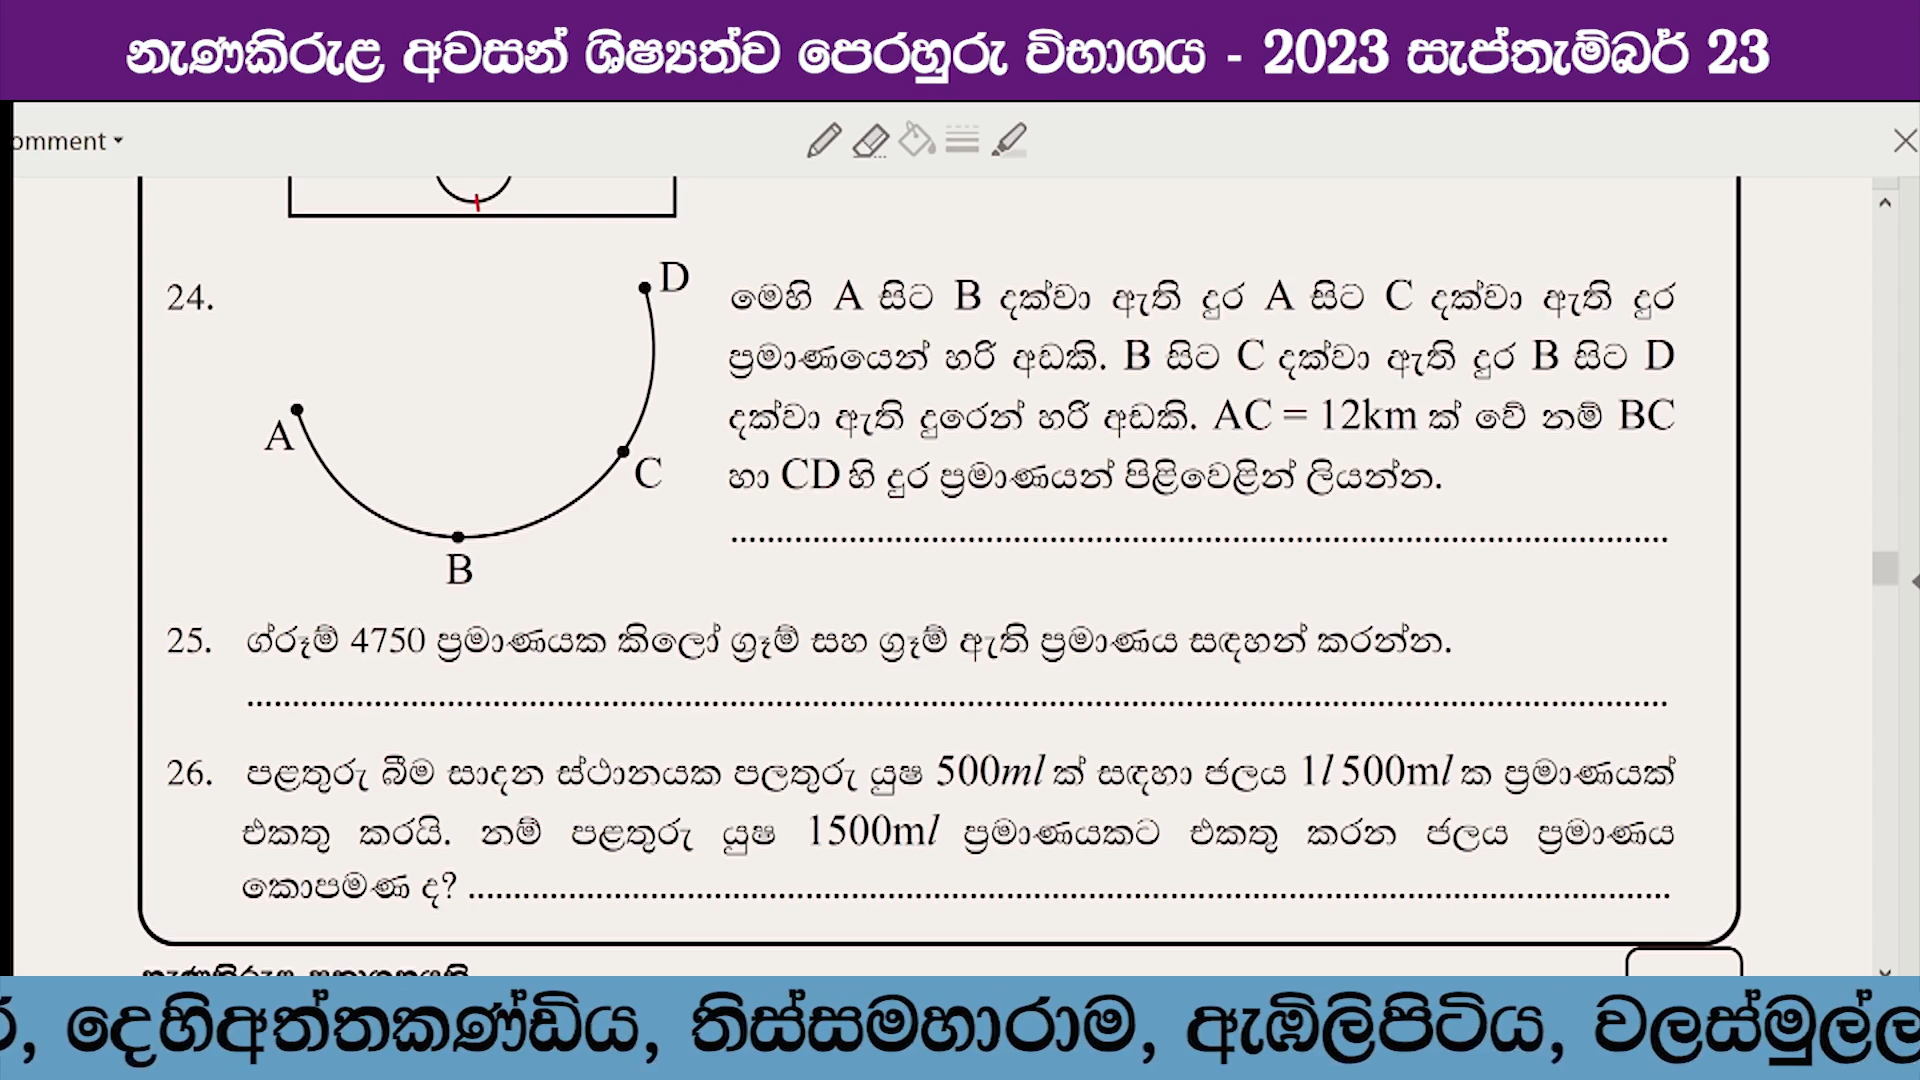 නැණකිරුළ අවසන් ශිෂ්‍යත්ව පෙරහුරු විභාගය - 2023 සැප්තැම්බර් 23
omment
24.
D
A
C
B
මෙහි A සිට B දක්වා ඇති දුර A සිට C දක්වා ඇති දුර
ප්‍රමාණයෙන් හරි අඩකි. B සිට C දක්වා ඇති දුර B සිට D
දක්වා ඇති දුරෙන් හරි අඩකි. AC = 12km ක් වේ නම් BC
හා CD හි දුර ප්‍රමාණයන් පිළිවෙළින් ලියන්න.
25. ග්රෑම් 4750 ප්‍රමාණයක කිලෝ ග්‍රෑම් සහ ග්‍රෑම් ඇති ප්‍රමාණය සඳහන් කරන්න.
26. පළතුරු බීම සාදන ස්ථානයක පලතුරු යුෂ 500ml ක් සඳහා ජලය 1l 500ml ක ප්‍රමාණයක්
එකතු කරයි. නම් පළතුරු යුෂ 1500ml ප්‍රමාණයකට එකතු කරන ජලය ප්‍රමාණය
කොපමණ ද?
, දෙහිඅත්තකණ්ඩිය, තිස්සමහාරාම, ඇඹිලිපිටිය, වලස්මුල්ල